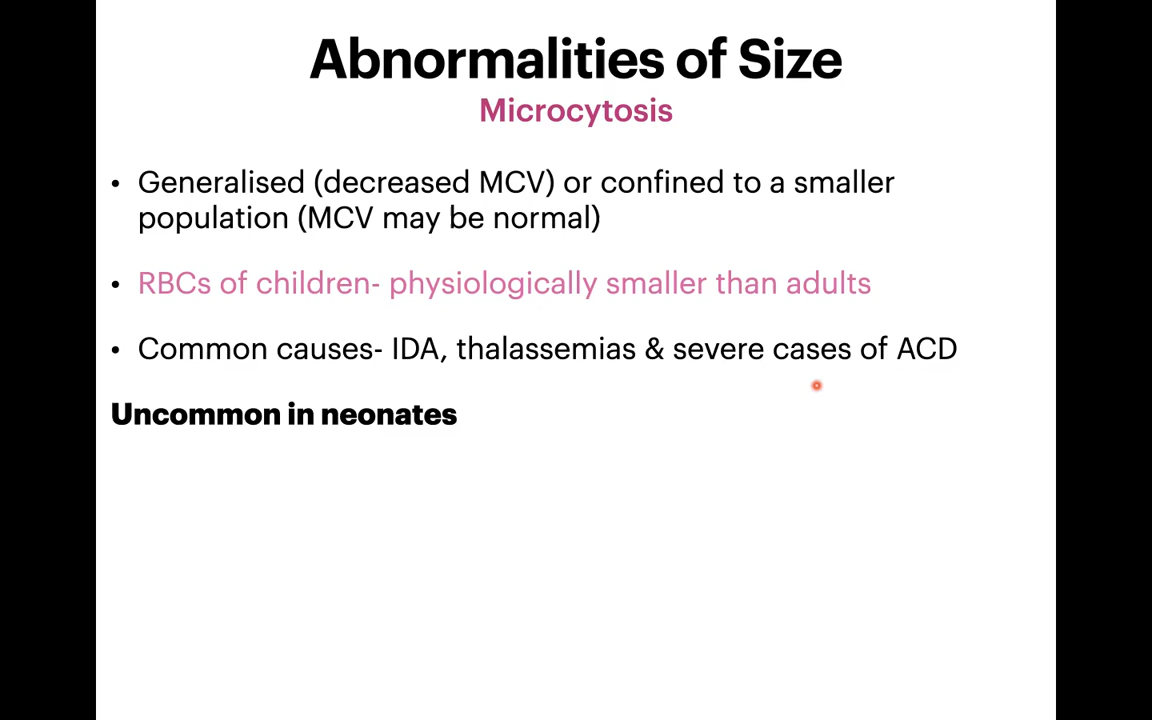 Abnormalities of Size
Microcytosis
• Generalised (decreased MCV) or confined to a smaller
population (MCV may be normal)
• RBCs of children- physiologically smaller than adults
• Common causes- IDA, thalassemias & severe cases of ACD
Uncommon in neonates